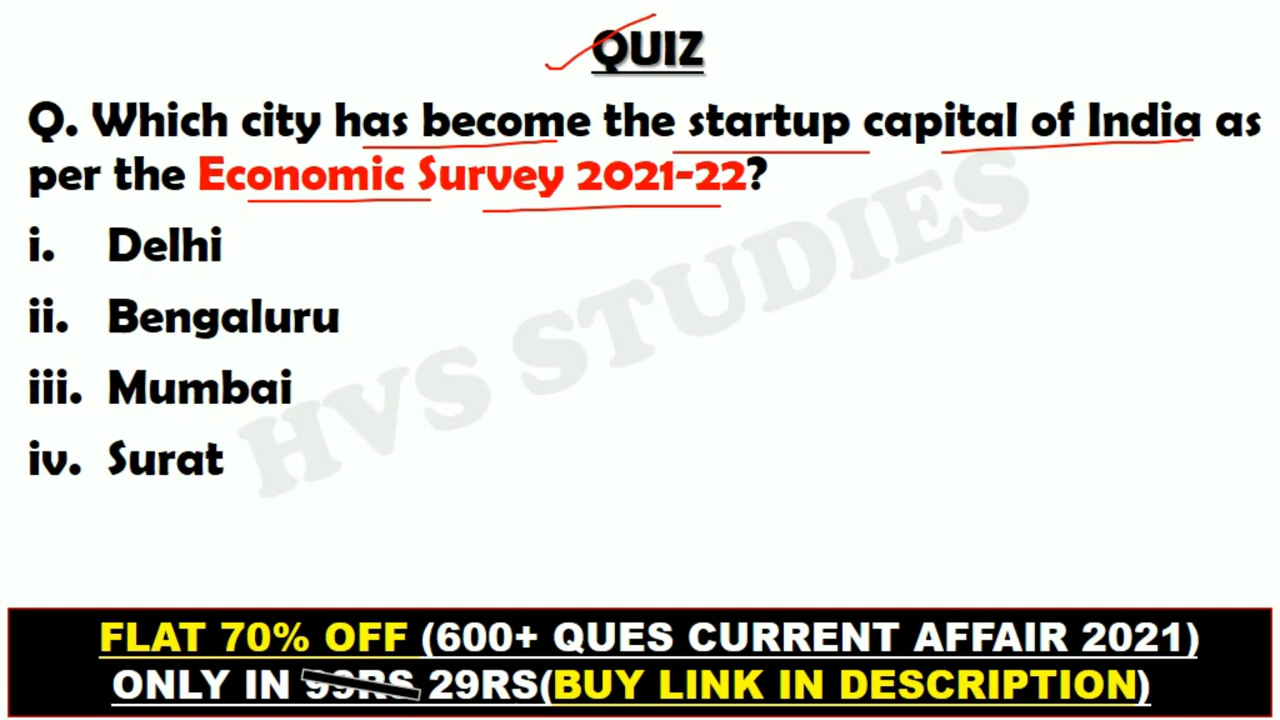 QUIZ
Q. Which city has become the startup capital of India as
per the Economic Survey 2021-22?
i. Delhi
ii. Bengaluru
iii. Mumbai
iv. Surat
HVS STUDIES
FLAT 70% OFF (600+ QUES CURRENT AFFAIR 2021)
ONLY IN 99RS 29RS(BUY LINK IN DESCRIPTION)